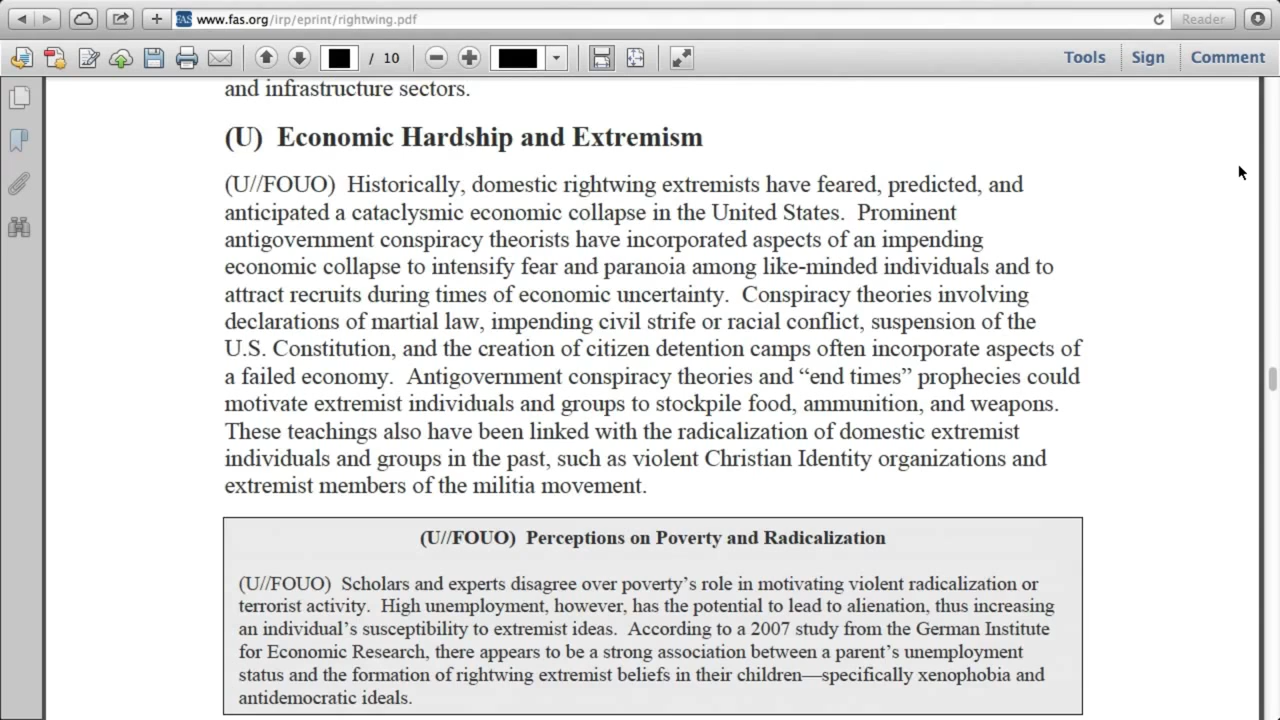 FAS www.fas.org/irp/eprint/rightwing.pdf Reader
/ 10 Tools Sign Comment
and infrastructure sectors.
(U) Economic Hardship and Extremism
(U//FOUO) Historically, domestic rightwing extremists have feared, predicted, and
anticipated a cataclysmic economic collapse in the United States. Prominent
antigovernment conspiracy theorists have incorporated aspects of an impending
economic collapse to intensify fear and paranoia among like-minded individuals and to
attract recruits during times of economic uncertainty. Conspiracy theories involving
declarations of martial law, impending civil strife or racial conflict, suspension of the
U.S. Constitution, and the creation of citizen detention camps often incorporate aspects of
a failed economy. Antigovernment conspiracy theories and “end times” prophecies could
motivate extremist individuals and groups to stockpile food, ammunition, and weapons.
These teachings also have been linked with the radicalization of domestic extremist
individuals and groups in the past, such as violent Christian Identity organizations and
extremist members of the militia movement.
(U//FOUO) Perceptions on Poverty and Radicalization
(U//FOUO) Scholars and experts disagree over poverty’s role in motivating violent radicalization or
terrorist activity. High unemployment, however, has the potential to lead to alienation, thus increasing
an individual’s susceptibility to extremist ideas. According to a 2007 study from the German Institute
for Economic Research, there appears to be a strong association between a parent’s unemployment
status and the formation of rightwing extremist beliefs in their children—specifically xenophobia and
antidemocratic ideals.